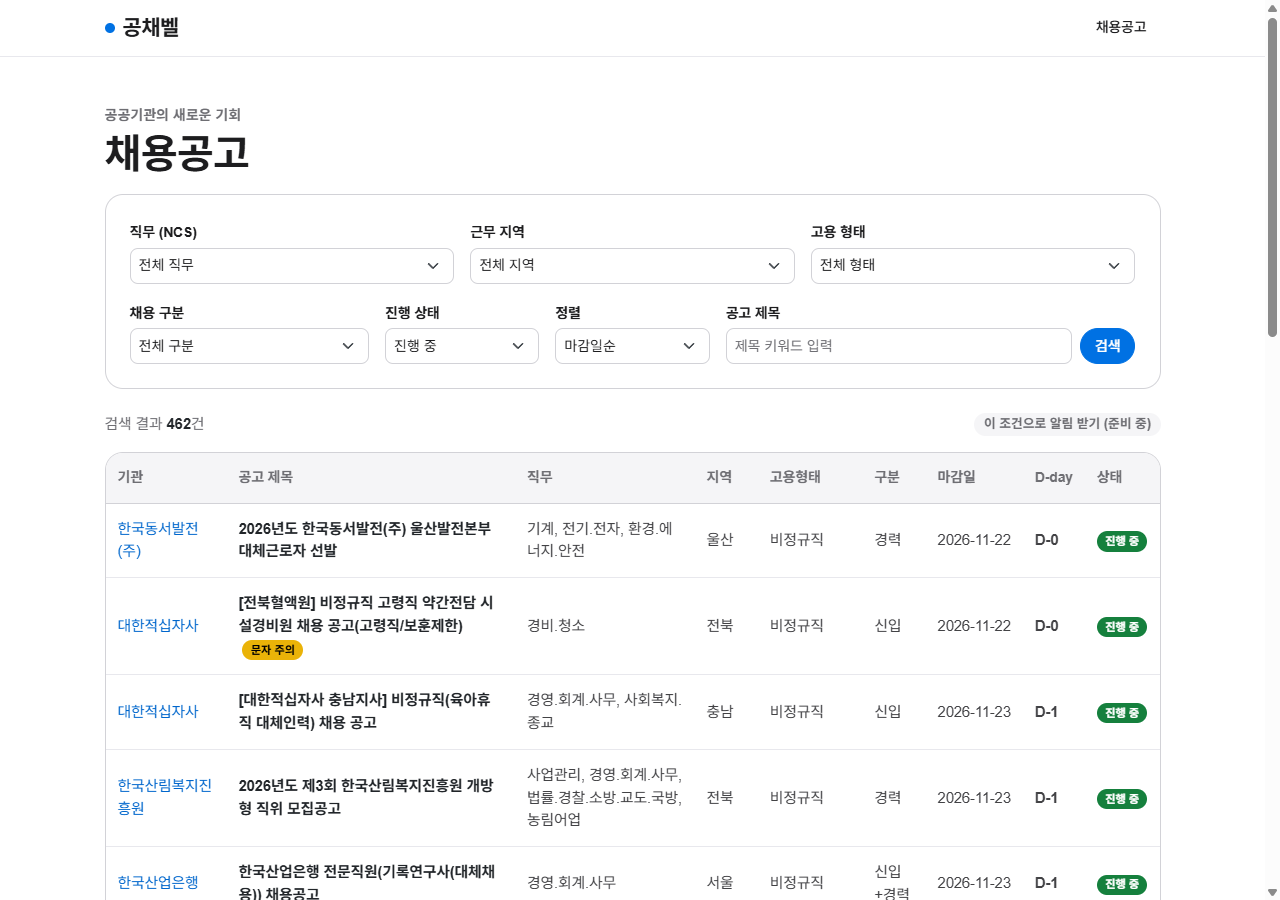 공채벨
채용공고
공공기관의 새로운 기회
채용공고
직무 (NCS)
근무 지역
고용 형태
전체 직무
전체 지역
전체 형태
채용 구분
진행 상태
정렬
공고 제목
전체 구분
진행 중
마감일순
제목 키워드 입력
검색
검색 결과 462건
이 조건으로 알림 받기 (준비 중)
기관 공고 제목 직무 지역 고용형태 구분 마감일 D-day 상태
한국동서발전
(주)
2026년도 한국동서발전(주) 울산발전본부
대체근로자 선발
기계, 전기.전자, 환경.에
너지.안전
울산
비정규직
경력
2026-11-22
D-0
진행 중
대한적십자사
[전북혈액원] 비정규직 고령직 약간전담 시
설경비원 채용 공고(고령직/보훈제한)
문자 주의
경비.청소
전북
비정규직
신입
2026-11-22
D-0
진행 중
대한적십자사
[대한적십자사 충남지사] 비정규직(육아휴
직 대체인력) 채용 공고
경영.회계.사무, 사회복지.
종교
충남
비정규직
신입
2026-11-23
D-1
진행 중
한국산림복지진
흥원
2026년도 제3회 한국산림복지진흥원 개방
형 직위 모집공고
사업관리, 경영.회계.사무,
법률.경찰.소방.교도.국방,
농림어업
전북
비정규직
경력
2026-11-23
D-1
진행 중
한국산업은행
한국산업은행 전문직원(기록연구사(대체채
용)) 채용공고
경영.회계.사무
서울
비정규직
신입
+경력
2026-11-23
D-1
진행 중